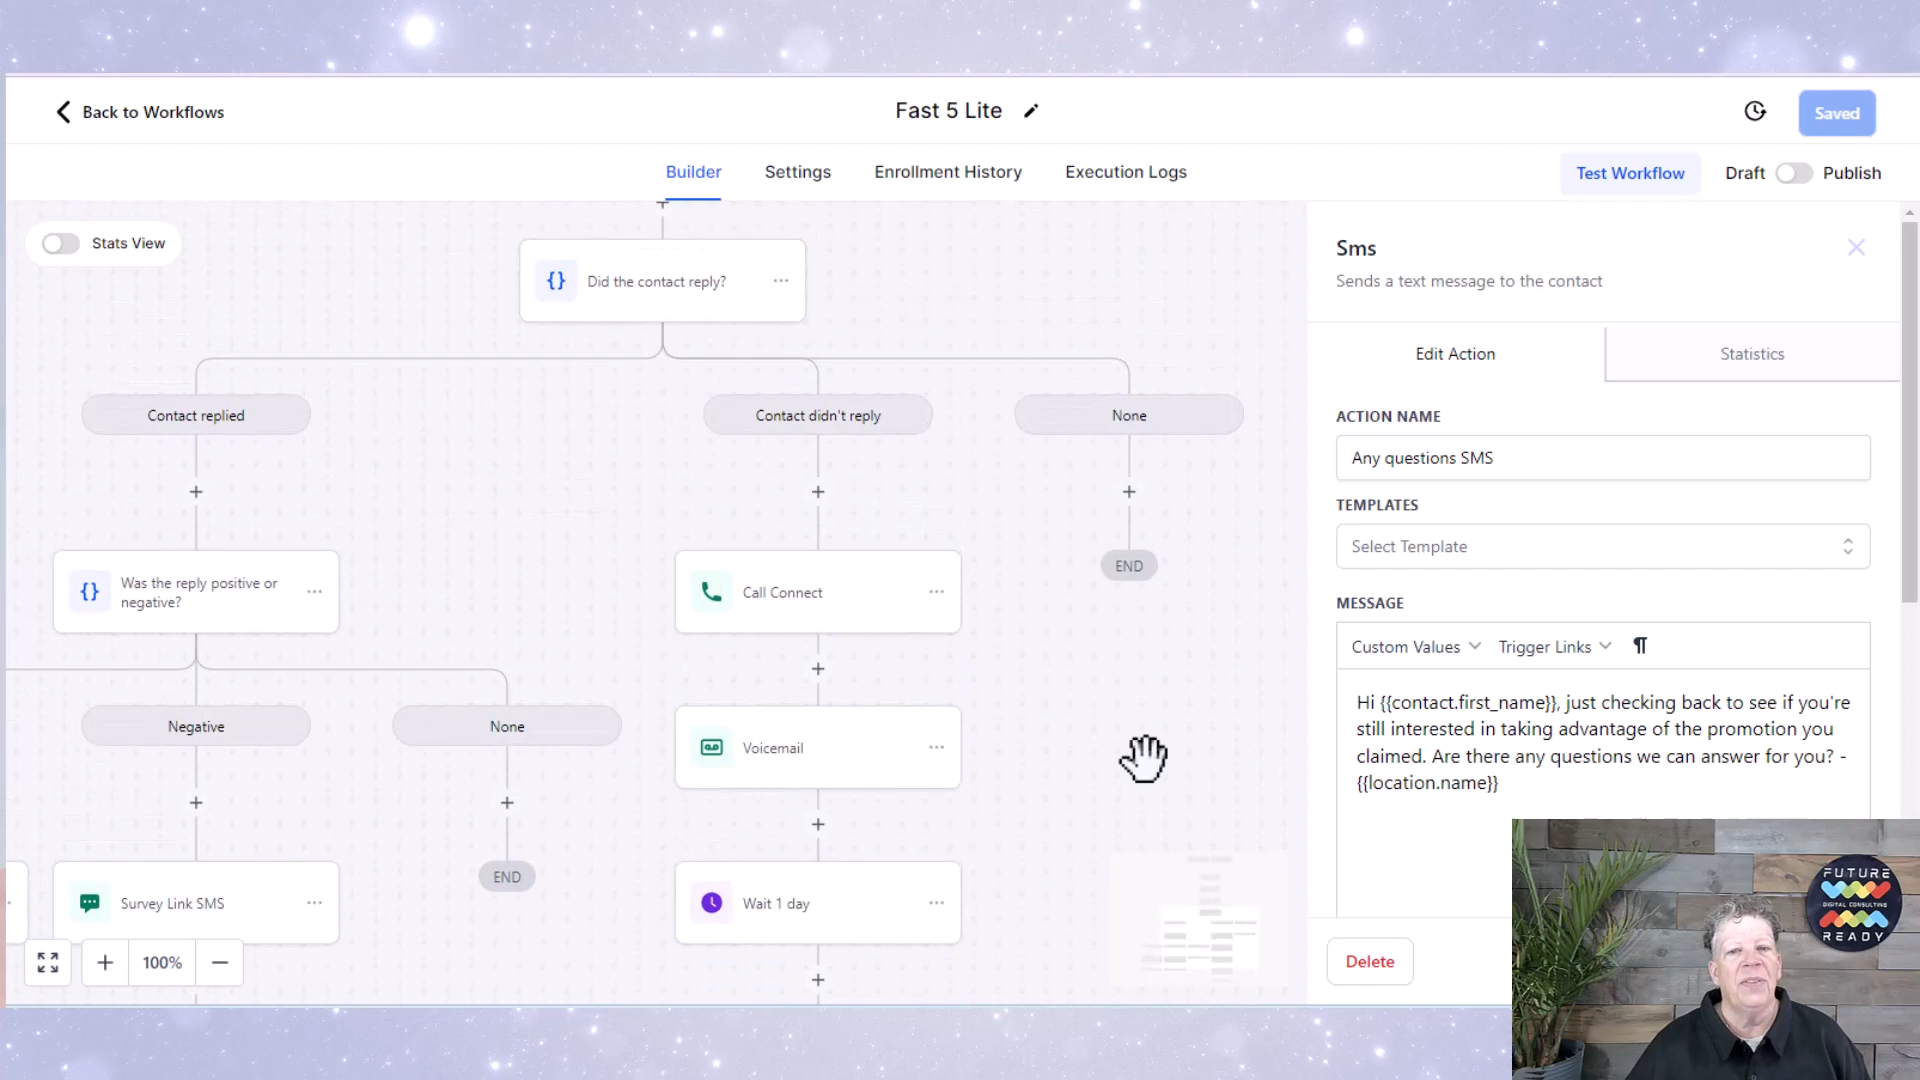 Back to Workflows
Fast 5 Lite
Saved
Builder
Settings
Enrollment History
Execution Logs
Test Workflow
Draft
Publish
Stats View
Did the contact reply?
Contact replied
Contact didn't reply
None
Was the reply positive or
negative?
Call Connect
END
Negative
None
Voicemail
Survey Link SMS
END
Wait 1 day
100%
Sms
Sends a text message to the contact
Edit Action
Statistics
ACTION NAME
Any questions SMS
TEMPLATES
Select Template
MESSAGE
Custom Values
Trigger Links
Hi {{contact.first_name}}, just checking back to see if you're
still interested in taking advantage of the promotion you
claimed. Are there any questions we can answer for you? -
{{location.name}}
Delete
FUTURE
DIGITAL CONSULTING
READY